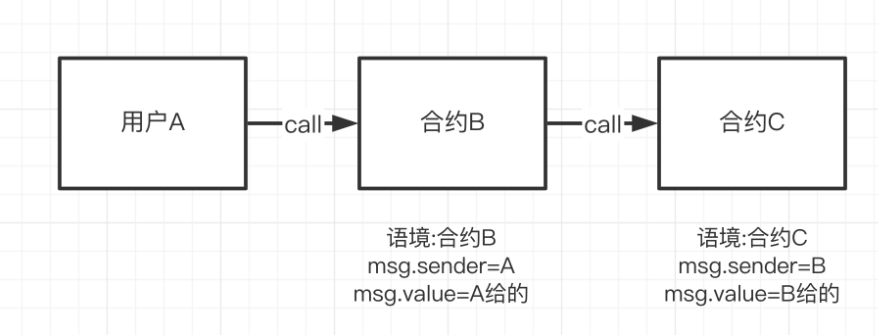 用户A
call
合约B
call
合约C
语境:合约B
msg.sender=A
msg.value=A给的
语境:合约C
msg.sender=B
msg.value=B给的